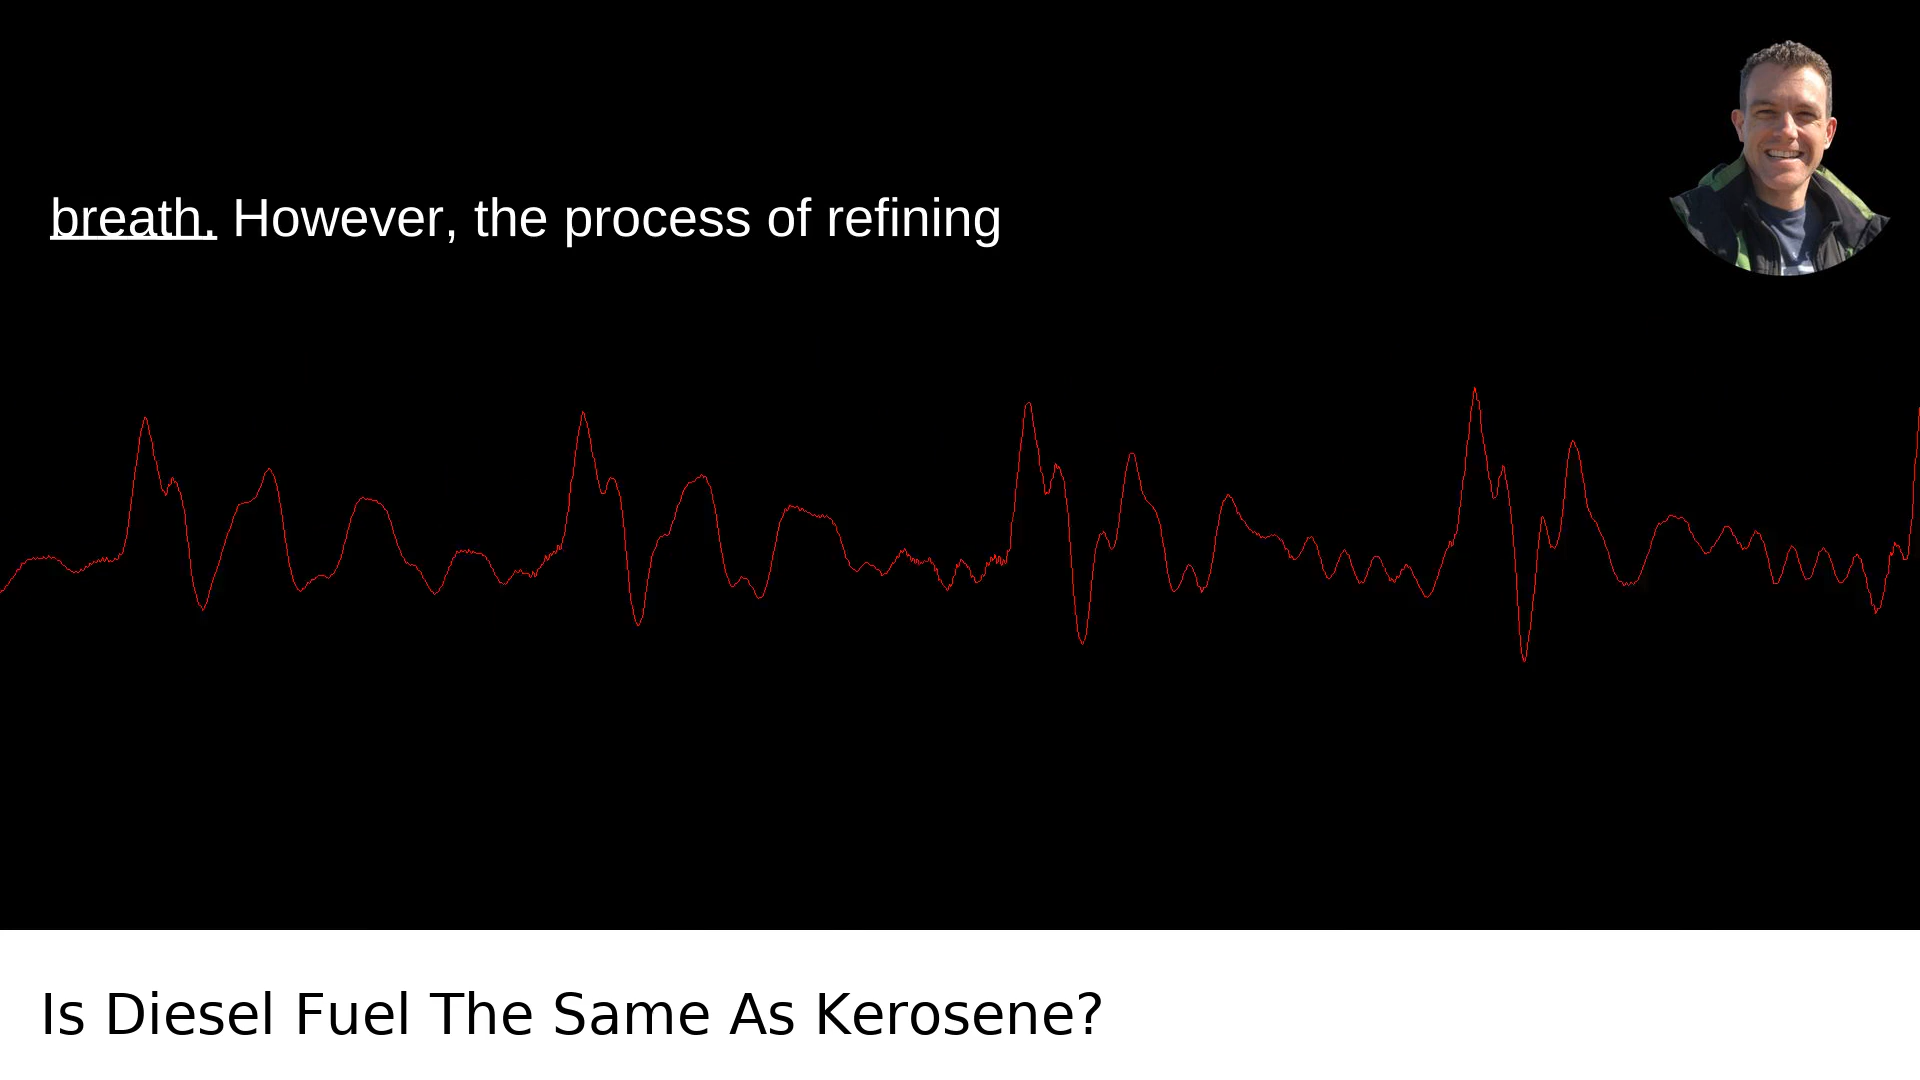 breath. However, the process of refining
Is Diesel Fuel The Same As Kerosene?